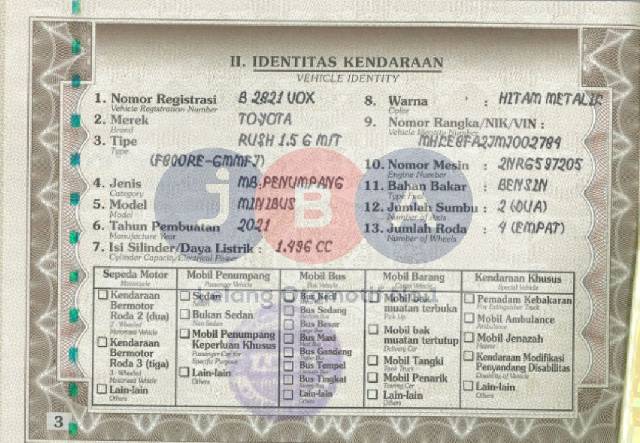 II. IDENTITAS KENDARAAN
VEHICLE IDENTITY
1. Nomor Registrasi B 2821 UOX
Vehicle Registration Number
2. Merek TOYOTA
Brand
3. Tipe RUSH 1.5 G M/T
Type
(F800RE-GMMFJ)
4. Jenis MB.PENUMPANG
Category
5. Model MINIBUS
Model
6. Tahun Pembuatan 2021
Manufacture Year
7. Isi Silinder/Daya Listrik : 1.496 CC
Cylinder Capacity/Electrical Power
8. Warna : HITAM METALIK
Color
9. Nomor Rangka/NIK/VIN :
Vehicle Identity Number
10. Nomor Mesin : 2NRG587205
Engine Number
11. Bahan Bakar : BENSIN
Type Fuel
12. Jumlah Sumbu : 2 (DUA)
Number of Axis
13. Jumlah Roda : 4 (EMPAT)
Number of Wheels
JBA
Sepeda Motor
Motorcycle
Kendaraan
Bermotor
Roda 2 (dua)
2 - Wheeled
Motorized Vehicle
Kendaraan
Bermotor
Roda 3 (tiga)
3 - Wheeled
Motorized Vehicle
Lain-lain
Others
Mobil Penumpang
Passenger Vehicle
Sedan
Bukan Sedan
Non Sedan
Mobil Penumpang
Keperluan Khusus
Passenger Car for
Specific Purpose
Lain-lain
Others
Mobil Bus
Bus Vehicle
Bus Kecil
Bus Sedang
Bus Besar
Bus Maxi
Bus Gandeng
Bus Tempel
Bus Tingkat
Lain-lain
Others
Mobil Barang
Mobil bak
muatan terbuka
Pick Up
Mobil bak
muatan tertutup
Delivery Car
Mobil Tangki
Tank Truck
Mobil Penarik
Towing Car
Lain-lain
Others
Kendaraan Khusus
Special Vehicle
Pemadam Kebakaran
Fire Extinguisher Truck
Mobil Ambulance
Ambulance
Mobil Jenazah
Hearse
Kendaraan Modifikasi
Penyandang Disabilitas
Disability of Vehicle
Lain-lain
Others
3